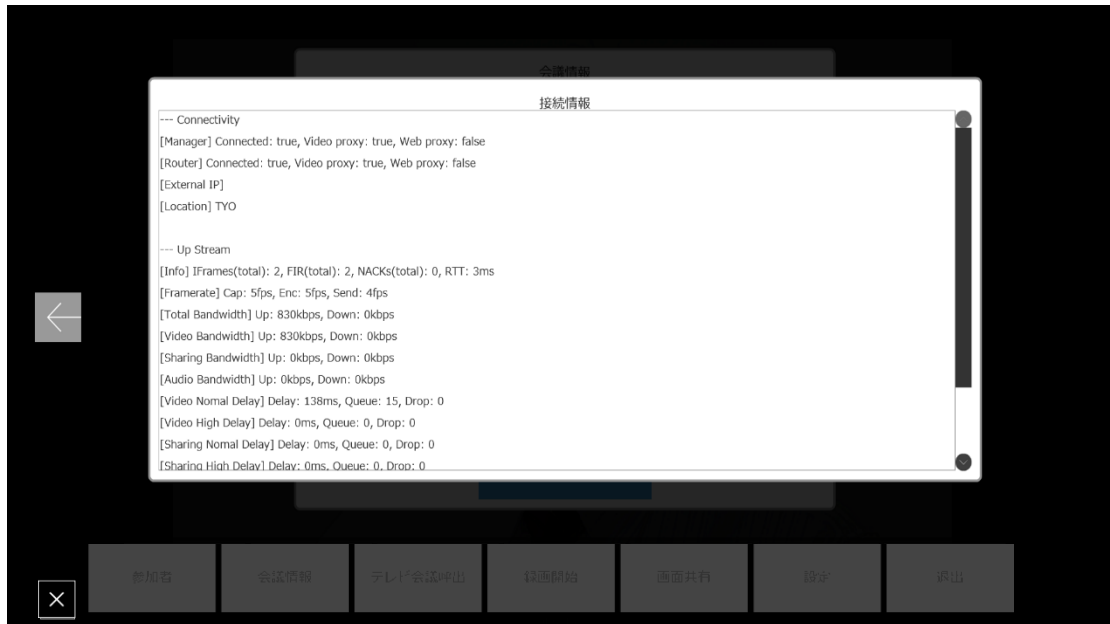 会議情報
接続情報
--- Connectivity
[Manager] Connected: true, Video proxy: true, Web proxy: false
[Router] Connected: true, Video proxy: true, Web proxy: false
[External IP]
[Location] TYO
--- Up Stream
[Info] IFrames(total): 2, FIR(total): 2, NACKs(total): 0, RTT: 3ms
[Framerate] Cap: 5fps, Enc: 5fps, Send: 4fps
[Total Bandwidth] Up: 830kbps, Down: 0kbps
[Video Bandwidth] Up: 830kbps, Down: 0kbps
[Sharing Bandwidth] Up: 0kbps, Down: 0kbps
[Audio Bandwidth] Up: 0kbps, Down: 0kbps
[Video Nomal Delay] Delay: 138ms, Queue: 15, Drop: 0
[Video High Delay] Delay: 0ms, Queue: 0, Drop: 0
[Sharing Nomal Delay] Delay: 0ms, Queue: 0, Drop: 0
[Sharing High Delay] Delay: 0ms, Queue: 0, Drop: 0
参加者 会議情報 テレビ会議呼出 録画開始 画面共有 設定 退出